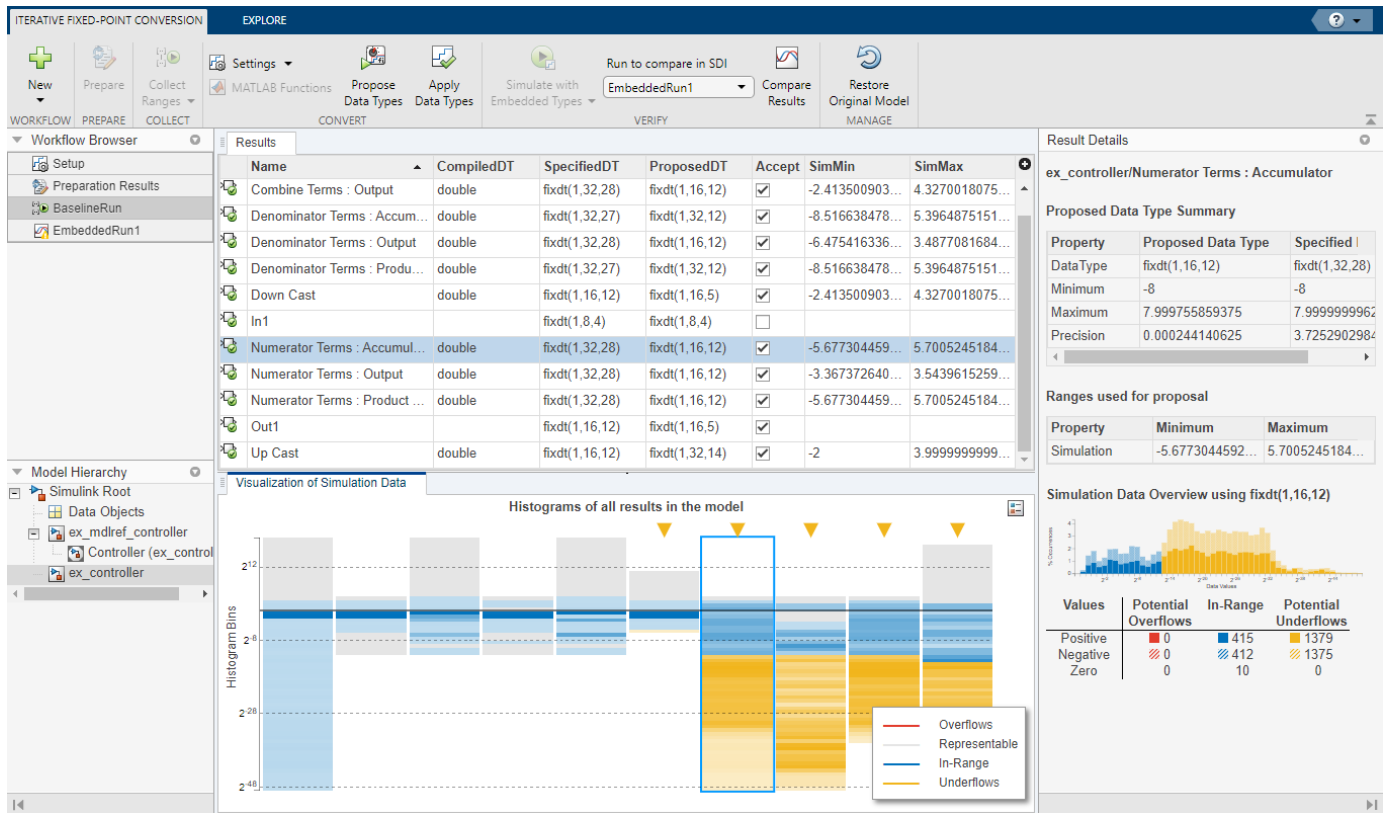 ITERATIVE FIXED-POINT CONVERSION EXPLORE ?
Settings
MATLAB Functions
New Prepare Collect Ranges Propose Data Types Apply Data Types Simulate with Embedded Types
Run to compare in SDI
EmbeddedRun1
Compare Results Restore Original Model
WORKFLOW PREPARE COLLECT CONVERT VERIFY MANAGE
Workflow Browser
Setup
Preparation Results
BaselineRun
EmbeddedRun1
Model Hierarchy
Simulink Root
Data Objects
ex_mdlref_controller
Controller (ex_control
ex_controller
Results
Name CompiledDT SpecifiedDT ProposedDT Accept SimMin SimMax
Combine Terms : Output double fixdt(1,32,28) fixdt(1,16,12) -2.413500903... 4.3270018075...
Denominator Terms : Accum... double fixdt(1,32,27) fixdt(1,32,12) -8.516638478... 5.3964875151...
Denominator Terms : Output double fixdt(1,32,28) fixdt(1,16,12) -6.475416336... 3.4877081684...
Denominator Terms : Produ... double fixdt(1,32,27) fixdt(1,32,12) -8.516638478... 5.3964875151...
Down Cast double fixdt(1,16,12) fixdt(1,16,5) -2.413500903... 4.3270018075...
In1 fixdt(1,8,4) fixdt(1,8,4)
Numerator Terms : Accumul... double fixdt(1,32,28) fixdt(1,16,12) -5.677304459... 5.7005245184...
Numerator Terms : Output double fixdt(1,32,28) fixdt(1,16,12) -3.367372640... 3.5439615259...
Numerator Terms : Product ... double fixdt(1,32,28) fixdt(1,16,12) -5.677304459... 5.7005245184...
Out1 fixdt(1,16,12) fixdt(1,16,5)
Up Cast double fixdt(1,16,12) fixdt(1,32,14) -2 3.9999999999...
Visualization of Simulation Data
Histograms of all results in the model
Histogram Bins
2^12
2^-8
2^-28
2^-48
Overflows
Representable
In-Range
Underflows
Result Details
ex_controller/Numerator Terms : Accumulator
Proposed Data Type Summary
Property Proposed Data Type Specified
DataType fixdt(1,16,12) fixdt(1,32,28)
Minimum -8 -8
Maximum 7.999755859375 7.9999999962
Precision 0.000244140625 3.7252902984
Ranges used for proposal
Property Minimum Maximum
Simulation -5.6773044592... 5.7005245184...
Simulation Data Overview using fixdt(1,16,12)
% Occurrences
4
3
2
1
0
Data Values
Values Potential Overflows In-Range Potential Underflows
Positive 0 415 1379
Negative 0 412 1375
Zero 0 10 0